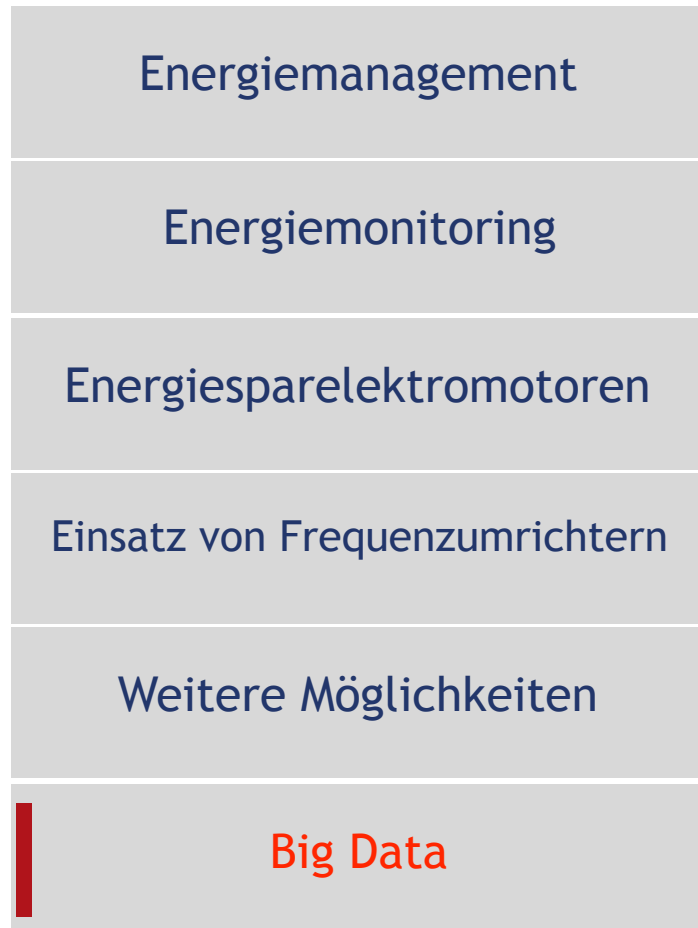 Energiemanagement
Energiemonitoring
Energiesparelektromotoren
Einsatz von Frequenzumrichtern
Weitere Möglichkeiten
Big Data